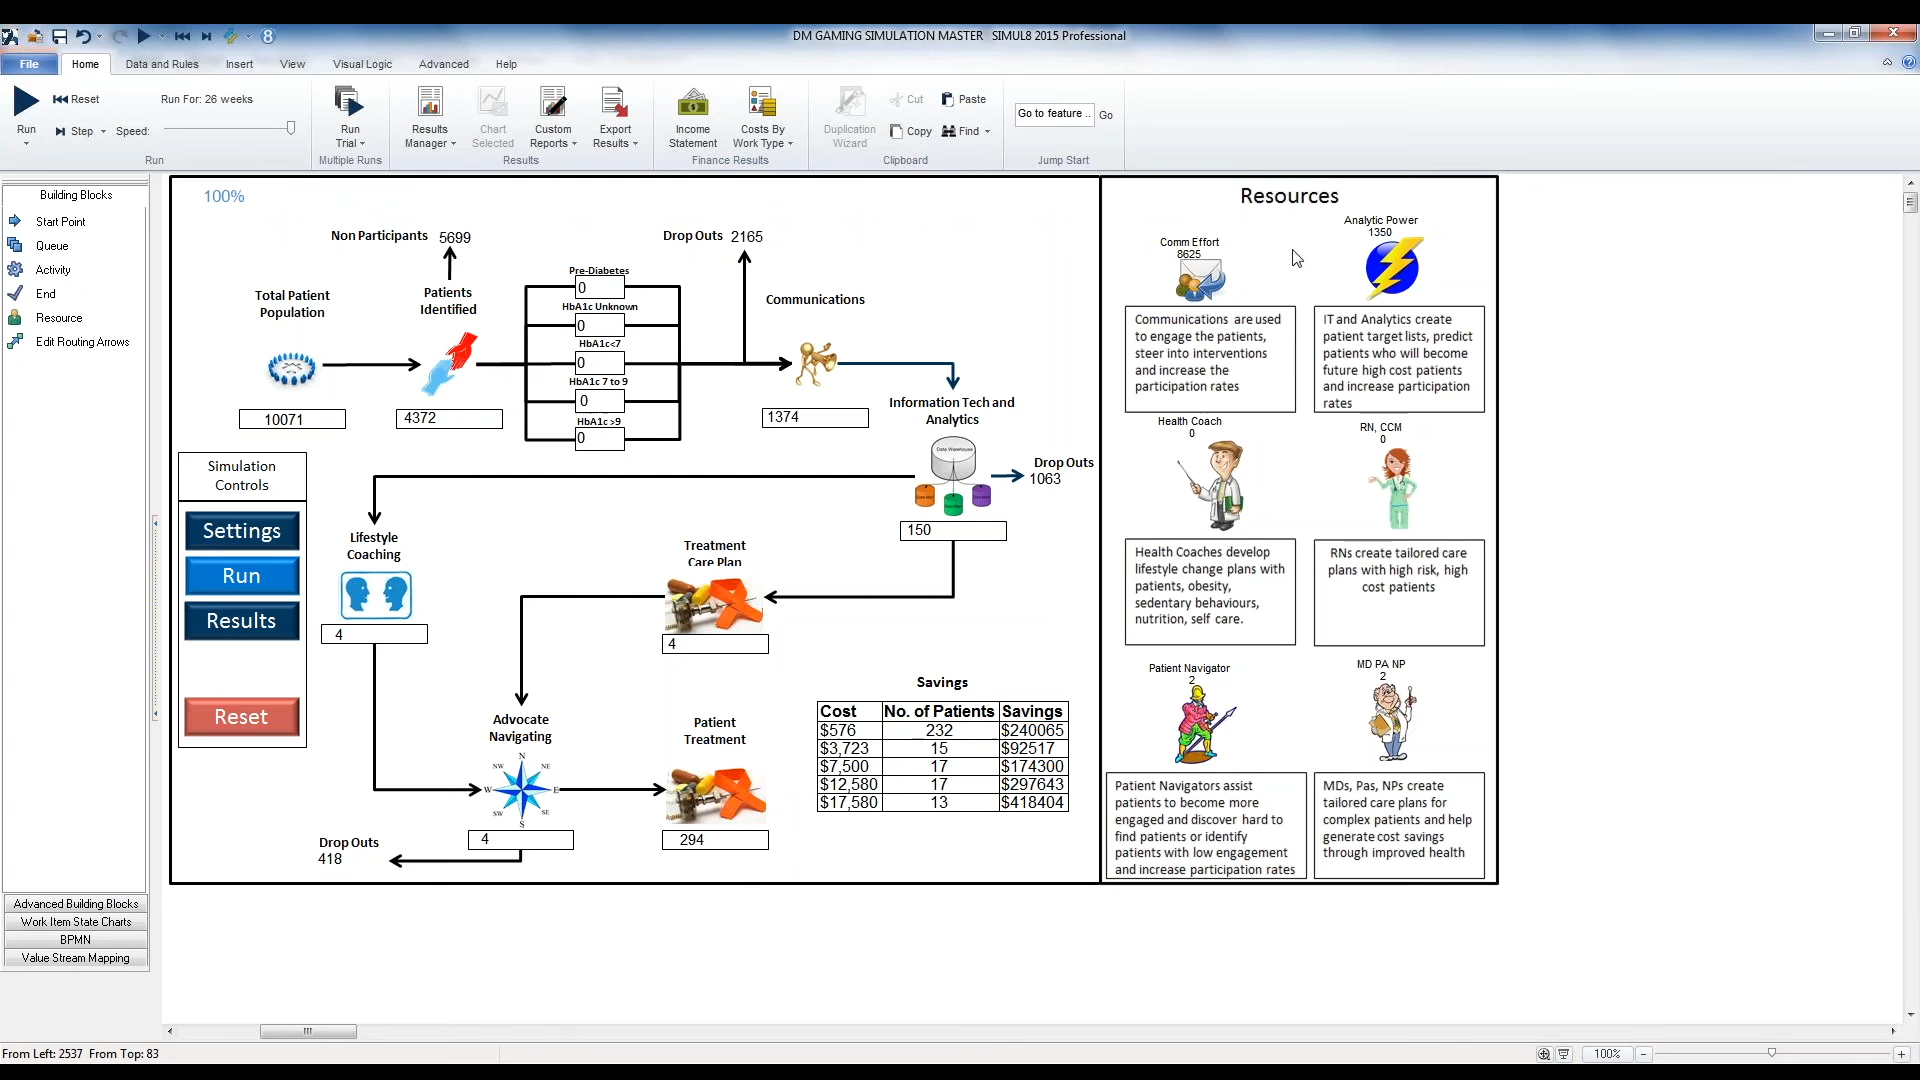 DM GAMING SIMULATION MASTER   SIMUL8 2015 Professional
File Home Data and Rules Insert View Visual Logic Advanced Help
Run
Reset
Step
Run For: 26 weeks
Speed:
Run
Run Trial
Multiple Runs
Results Manager
Chart Selected
Custom Reports
Export Results
Results
Income Statement
Costs By Work Type
Finance Results
Duplication Wizard
Cut
Copy
Paste
Find
Clipboard
Go to feature .. Go
Jump Start
Building Blocks
Start Point
Queue
Activity
End
Resource
Edit Routing Arrows
Advanced Building Blocks
Work Item State Charts
BPMN
Value Stream Mapping
100%
Non Participants 5699
Drop Outs 2165
Total Patient
Population
10071
Patients
Identified
4372
Pre-Diabetes
0
HbA1c Unknown
0
HbA1c<7
0
HbA1c 7 to 9
0
HbA1c >9
0
Communications
1374
Information Tech and
Analytics
Data Warehouse
150
Drop Outs
1063
Simulation
Controls
Settings
Run
Results
Reset
Lifestyle
Coaching
4
Treatment
Care Plan
4
Advocate
Navigating
N
NW NE
W E
SW SE
S
4
Drop Outs
418
Patient
Treatment
294
Savings
Cost No. of Patients Savings
$576 232 $240065
$3,723 15 $92517
$7,500 17 $174300
$12,580 17 $297643
$17,580 13 $418404
Resources
Comm Effort
8625
Communications are used
to engage the patients,
steer into interventions
and increase the
participation rates
Analytic Power
1350
IT and Analytics create
patient target lists, predict
patients who will become
future high cost patients
and increase participation
rates
Health Coach
0
Health Coaches develop
lifestyle change plans with
patients, obesity,
sedentary behaviours,
nutrition, self care.
RN, CCM
0
RNs create tailored care
plans with high risk, high
cost patients
Patient Navigator
2
Patient Navigators assist
patients to become more
engaged and discover hard to
find patients or identify
patients with low engagement
and increase participation rates
MD PA NP
2
MDs, Pas, NPs create
tailored care plans for
complex patients and help
generate cost savings
through improved health
From Left: 2537 From Top: 83
100%